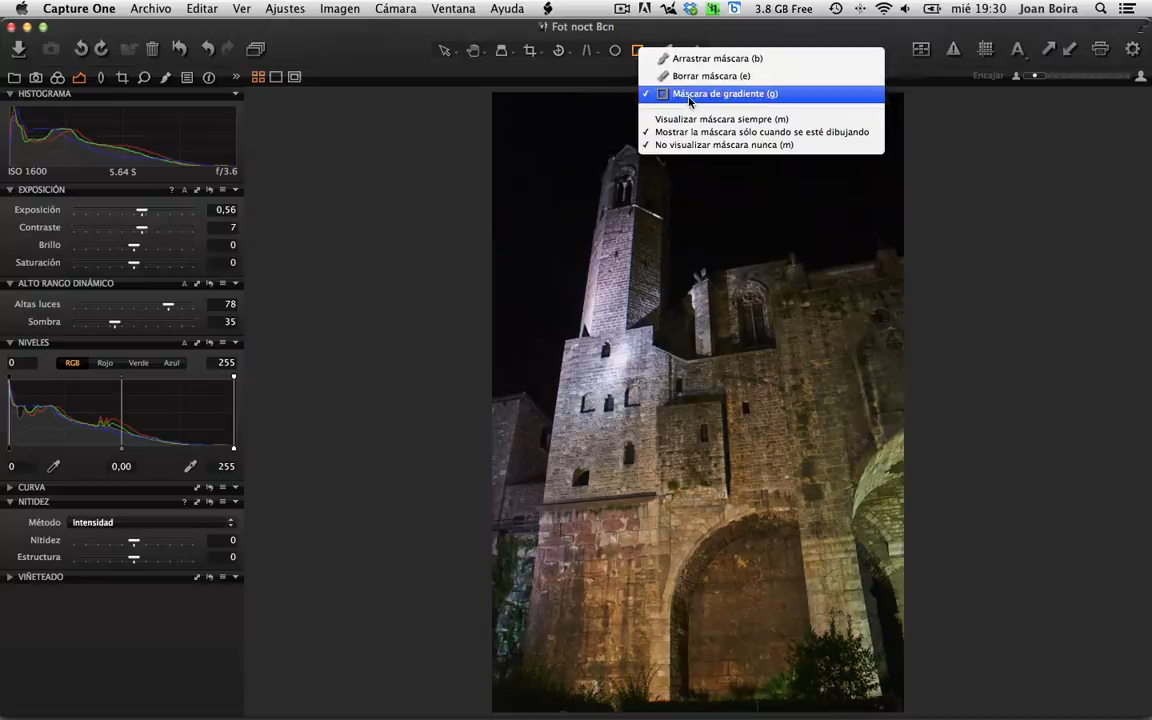 Capture One Archivo Editar Ver Ajustes Imagen Cámara Ventana Ayuda 3.8 GB Free mié 19:30 Joan Boira
Fot noct Bcn
Encajar
Arrastrar máscara (b)
Borrar máscara (e)
Máscara de gradiente (g)
Visualizar máscara siempre (m)
Mostrar la máscara sólo cuando se esté dibujando
No visualizar máscara nunca (m)
HISTOGRAMA
ISO 1600 5.64 S f/3.6
EXPOSICIÓN ? A
Exposición 0,56
Contraste 7
Brillo 0
Saturación 0
ALTO RANGO DINÁMICO
Altas luces 78
Sombra 35
NIVELES A
0 RGB Rojo Verde Azul 255
0 0,00 255
CURVA
NITIDEZ ?
Método Intensidad
Nitidez 0
Estructura 0
VIÑETEADO